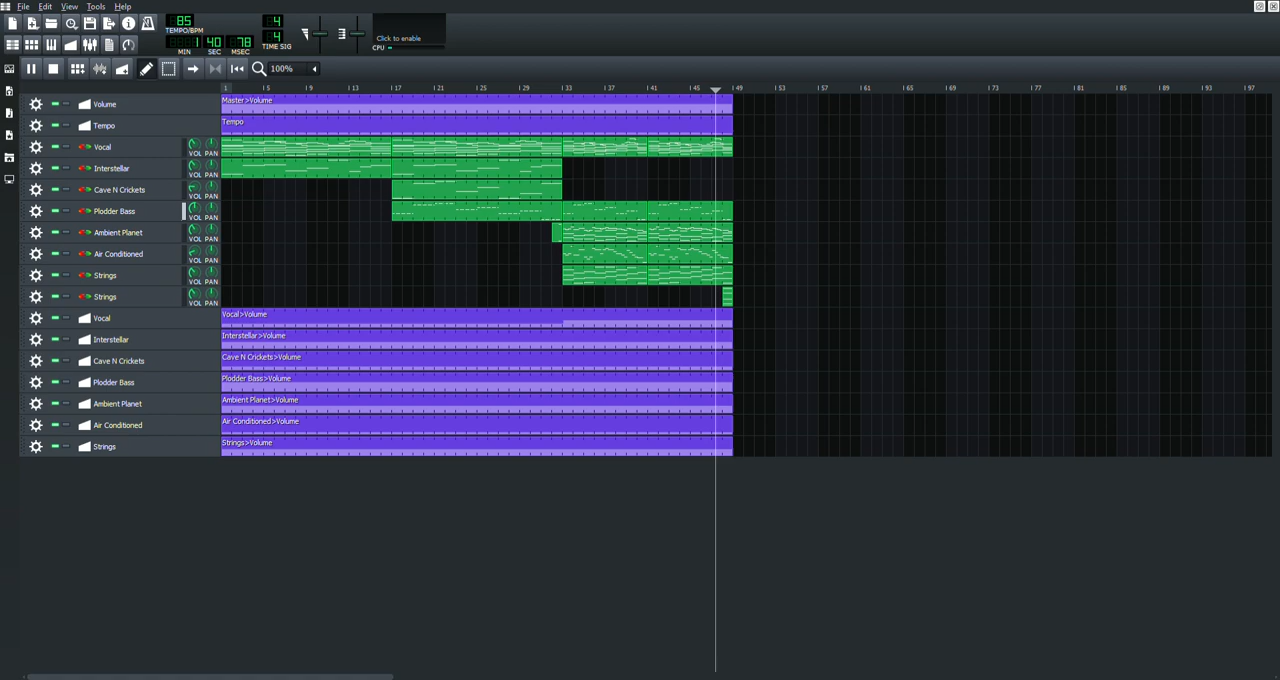 File Edit View Tools Help
85
TEMPO/BPM
1 40 78
MIN SEC MSEC
4
4
TIME SIG
Click to enable
CPU
100%
1 5 9 13 17 21 25 29 33 37 41 45 49 53 57 61 65 69 73 77 81 85 89 93 97
Volume Master>Volume
Tempo Tempo
Vocal VOL PAN
Interstellar VOL PAN
Cave N Crickets VOL PAN
Plodder Bass VOL PAN
Ambient Planet VOL PAN
Air Conditioned VOL PAN
Strings VOL PAN
Strings VOL PAN
Vocal Vocal>Volume
Interstellar Interstellar>Volume
Cave N Crickets Cave N Crickets>Volume
Plodder Bass Plodder Bass>Volume
Ambient Planet Ambient Planet>Volume
Air Conditioned Air Conditioned>Volume
Strings Strings>Volume